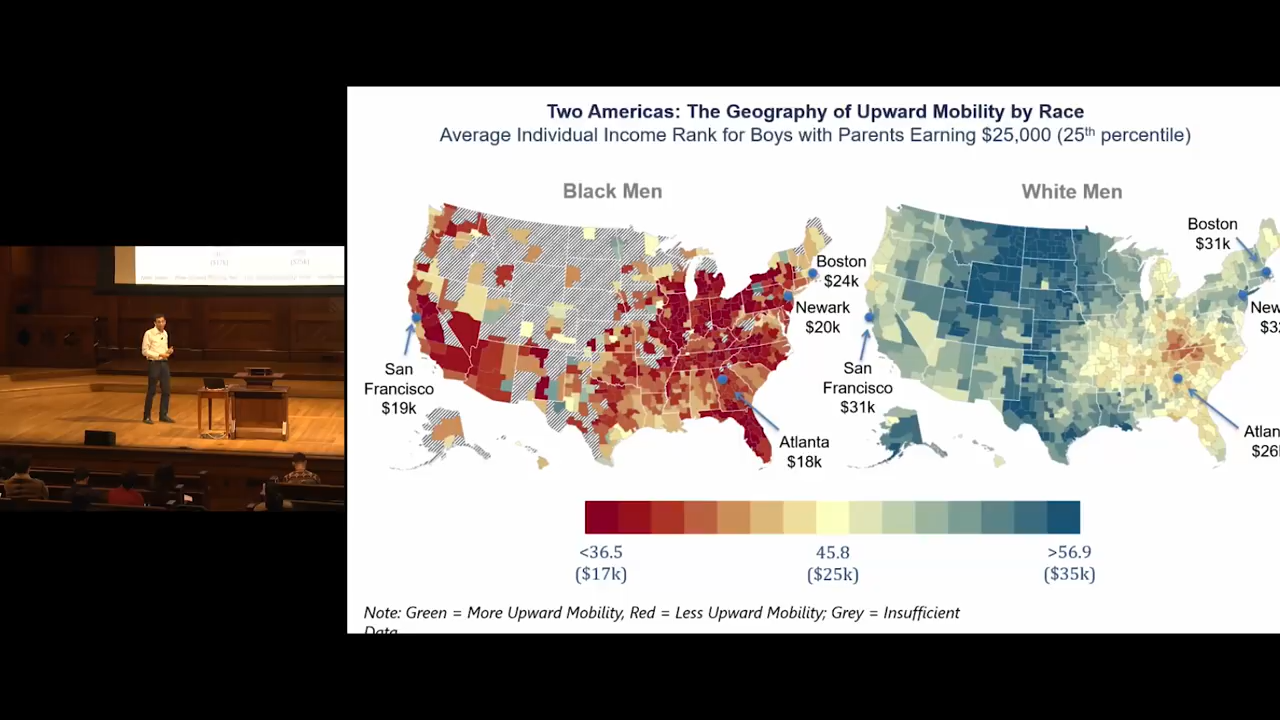 Two Americas: The Geography of Upward Mobility by Race
Average Individual Income Rank for Boys with Parents Earning $25,000 (25th percentile)
Black Men
White Men
Boston
$24k
Newark
$20k
San
Francisco
$19k
Atlanta
$18k
Boston
$31k
New
$3
San
Francisco
$31k
Atlan
$26
<36.5
($17k)
45.8
($25k)
>56.9
($35k)
Note: Green = More Upward Mobility, Red = Less Upward Mobility; Grey = Insufficient
Data